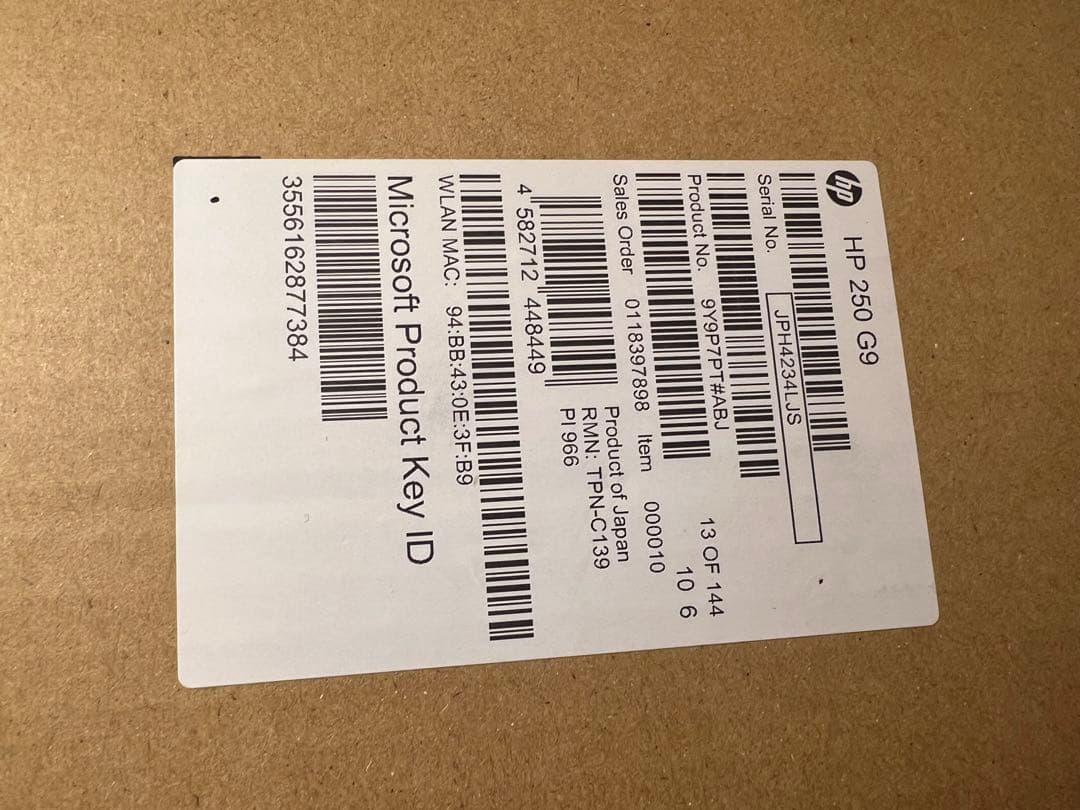 hp HP 250 G9
Serial No. JPH4234LJS
Product No. 9Y9P7PT#ABJ 13 OF 144
10 6
Sales Order 0118397898 Item 000010
Product of Japan
RMN: TPN-C139
PI 966
4 582712 448449
WLAN MAC: 94:BB:43:0E:3F:B9
Microsoft Product Key ID
3556162877384